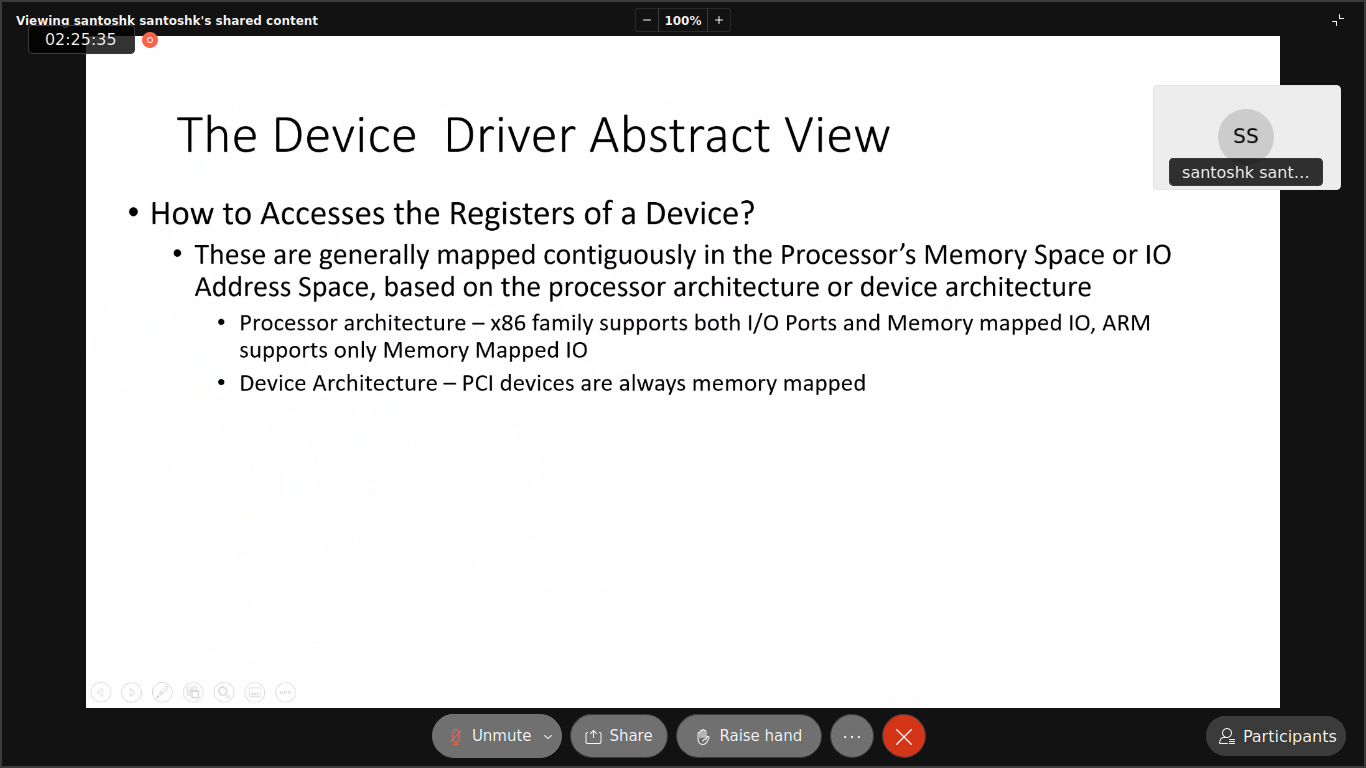 Viewing santoshk santoshk's shared content
− 100% +
02:25:35
The Device  Driver Abstract View
SS
santoshk sant...
• How to Accesses the Registers of a Device?
• These are generally mapped contiguously in the Processor’s Memory Space or IO
Address Space, based on the processor architecture or device architecture
• Processor architecture – x86 family supports both I/O Ports and Memory mapped IO, ARM
supports only Memory Mapped IO
• Device Architecture – PCI devices are always memory mapped
Unmute
Share
Raise hand
Participants